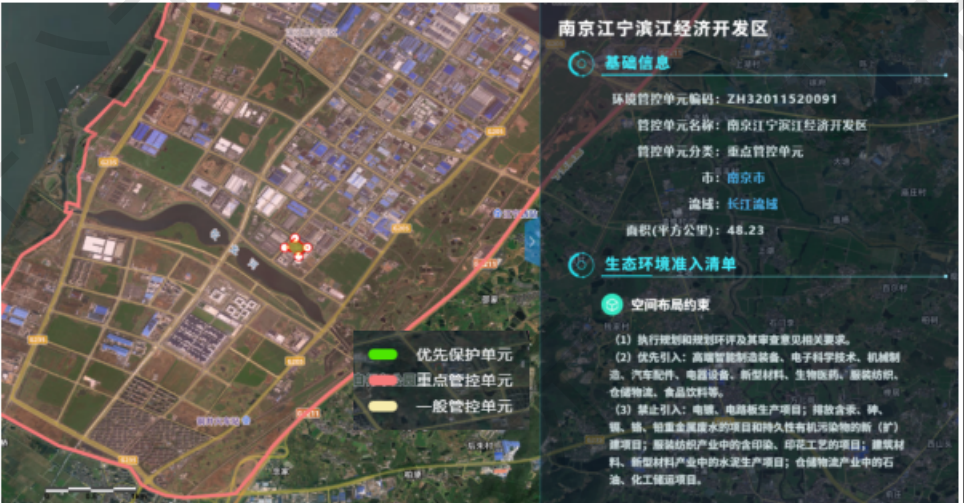 南京江宁滨江经济开发区
基础信息
环境管控单元编码：ZH32011520091
管控单元名称：南京江宁滨江经济开发区
管控单元分类：重点管控单元
市：南京市
流域：长江流域
面积(平方公里)：48.23
生态环境准入清单
空间布局约束
（1）执行规划和规划环评及其审查意见相关要求。
（2）优先引入：高端智能制造装备、电子科学技术、机械制
造、汽车配件、电器设备、新型材料、生物医药、服装纺织、
仓储物流、食品饮料等。
（3）禁止引入：电镀、电路板生产项目；排放含汞、砷、
镉、铬、铅重金属废水的项目和持久性有机污染物的新（扩）
建项目；服装纺织产业中的含印染、印花工艺的项目；建筑材
料、新型材料产业中的水泥生产项目；仓储物流产业中的石
油、化工储运项目。
优先保护单元
重点管控单元
一般管控单元